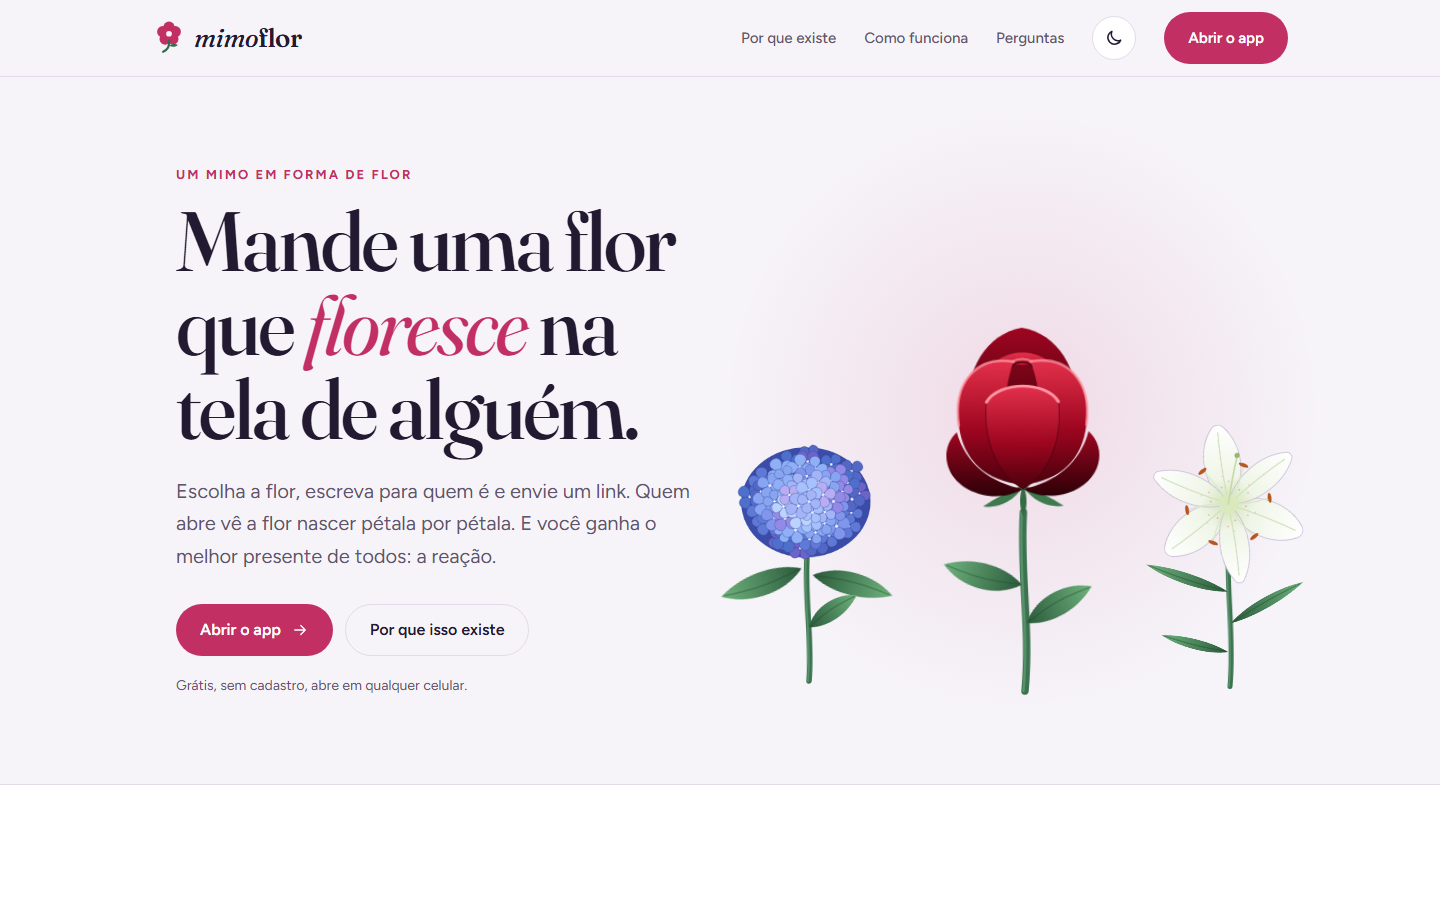 mimoflor
Por que existe
Como funciona
Perguntas
Abrir o app
UM MIMO EM FORMA DE FLOR
Mande uma flor
que floresce na
tela de alguém.
Escolha a flor, escreva para quem é e envie um link. Quem
abre vê a flor nascer pétala por pétala. E você ganha o
melhor presente de todos: a reação.
Abrir o app →
Por que isso existe
Grátis, sem cadastro, abre em qualquer celular.